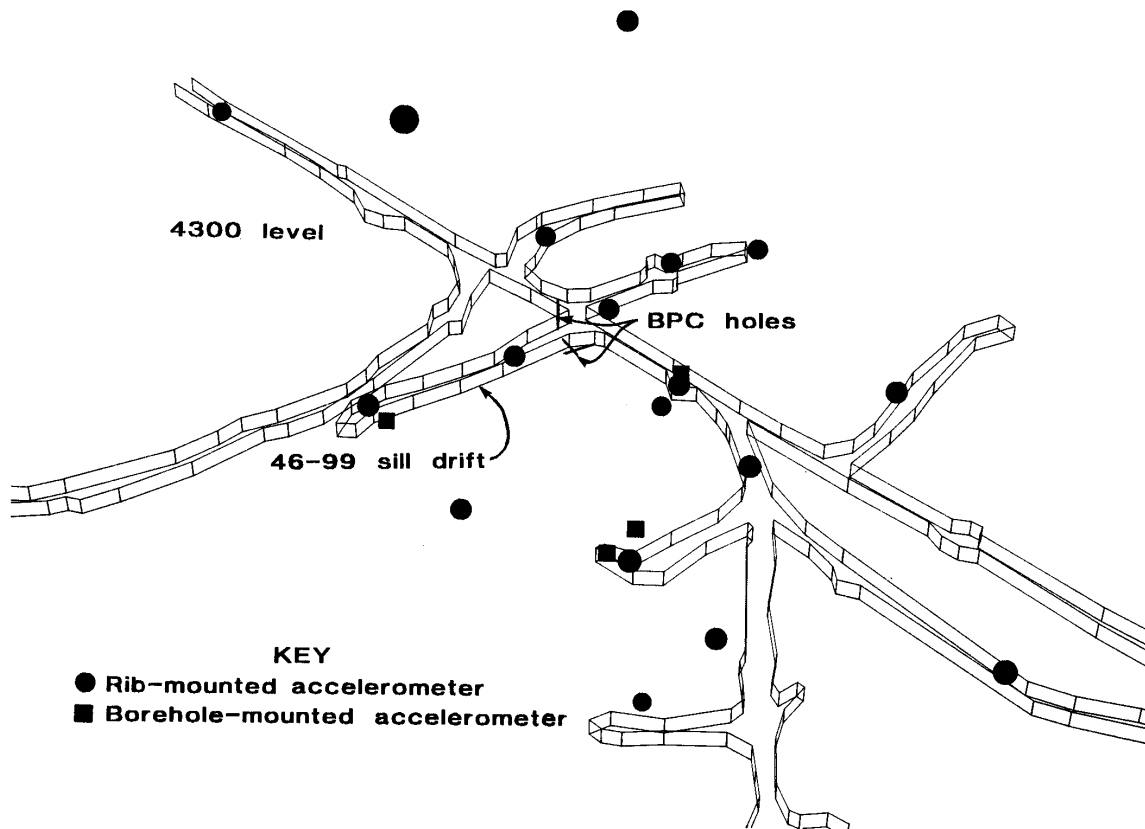 4300 level
BPC holes
46-99 sill drift
KEY
Rib-mounted accelerometer
Borehole-mounted accelerometer